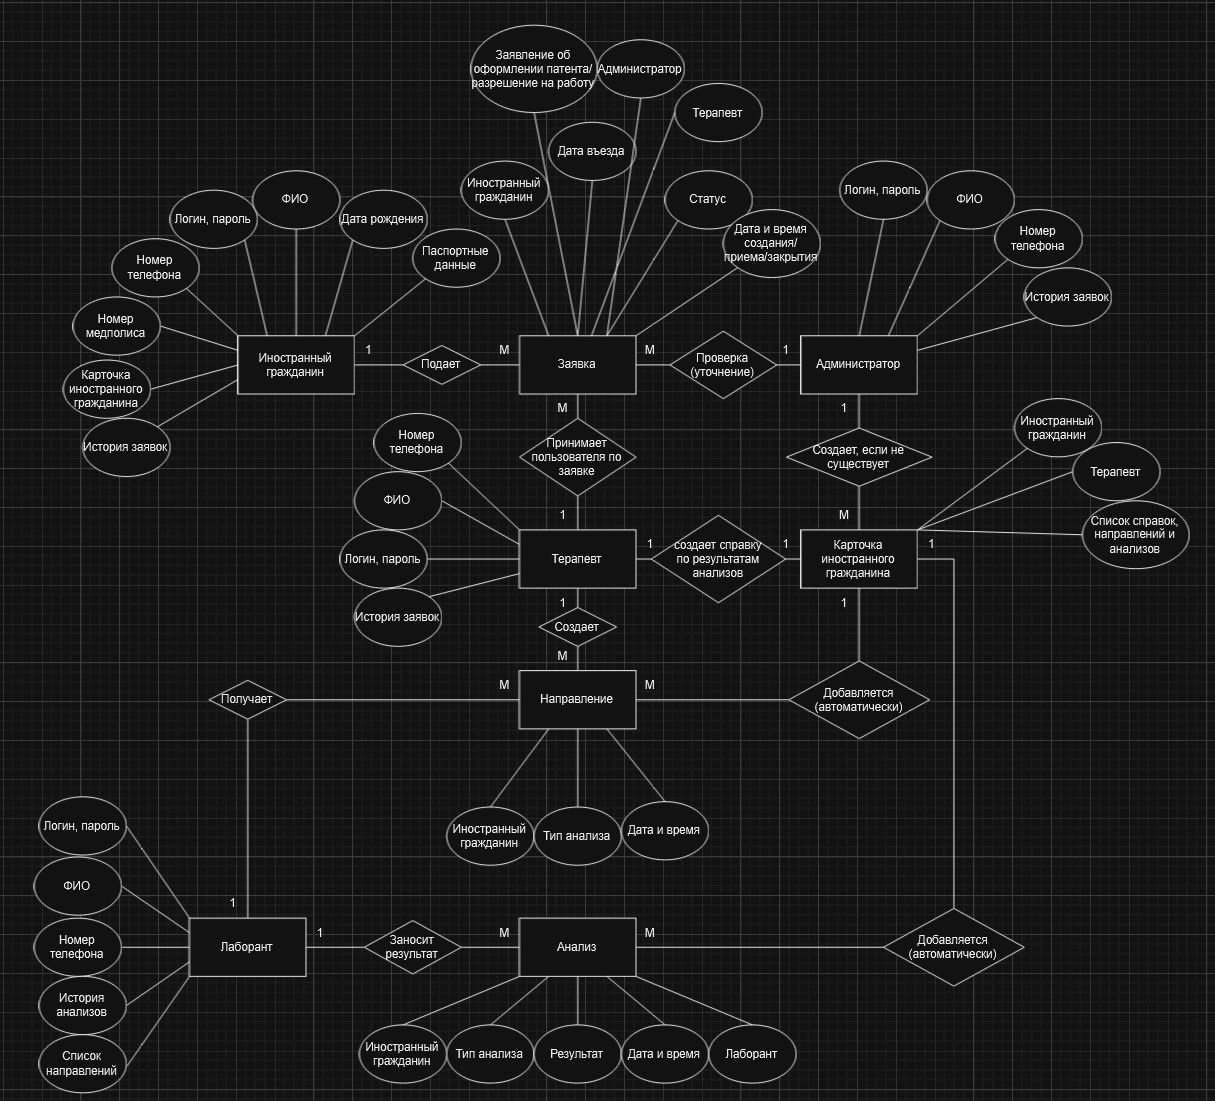 Заявление об
оформлении патента/
разрешение на работу
Администратор
Терапевт
Дата въезда
Иностранный
гражданин
Статус
Дата и время
создания/
приема/закрытия
Логин, пароль
ФИО
Дата рождения
Паспортные
данные
Номер
телефона
Номер
медполиса
Карточка
иностранного
гражданина
История заявок
Логин, пароль
ФИО
Номер
телефона
История заявок
Иностранный
гражданин
1
Подает
М
Заявка
М
Проверка
(уточнение)
1
Администратор
М
Принимает
пользователя по
заявке
1
1
Создает, если не
существует
М
Иностранный
гражданин
Терапевт
Список справок,
направлений и
анализов
Номер
телефона
ФИО
Логин, пароль
История заявок
Терапевт
1
создает справку
по результатам
анализов
1
Карточка
иностранного
гражданина
1
1
Создает
М
1
Получает
М
Направление
М
Добавляется
(автоматически)
Иностранный
гражданин
Тип анализа
Дата и время
Логин, пароль
ФИО
Номер
телефона
История
анализов
Список
направлений
1
Лаборант
1
Заносит
результат
М
Анализ
М
Добавляется
(автоматически)
Иностранный
гражданин
Тип анализа
Результат
Дата и время
Лаборант